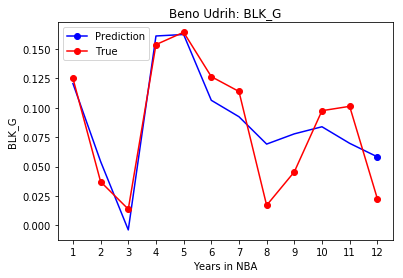 Beno Udrih: BLK_G
Prediction
True
0.150
0.125
0.100
0.075
0.050
0.025
0.000
BLK_G
1 2 3 4 5 6 7 8 9 10 11 12
Years in NBA